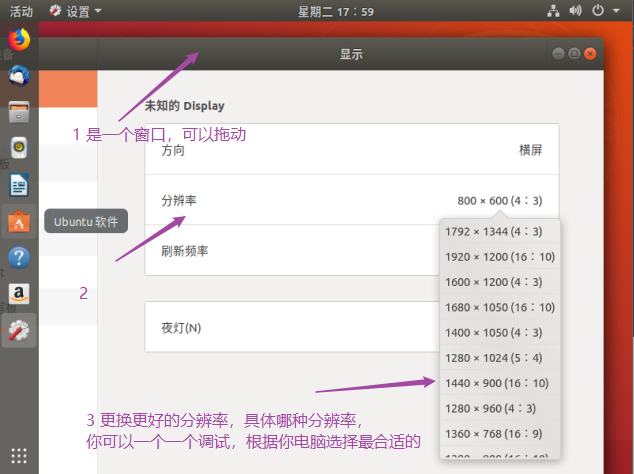 活动
设置
星期二 17：59
显示
未知的 Display
1 是一个窗口，可以拖动
方向
横屏
分辨率
800 × 600 (4：3)
Ubuntu 软件
1792 × 1344 (4：3)
刷新频率
1920 × 1200 (16：10)
1600 × 1200 (4：3)
2
1680 × 1050 (16：10)
夜灯(N)
1400 × 1050 (4：3)
1280 × 1024 (5：4)
1440 × 900 (16：10)
1280 × 960 (4：3)
3 更换更好的分辨率，具体哪种分辨率，
你可以一个一个调试，根据你电脑选择最合适的
1360 × 768 (16：9)